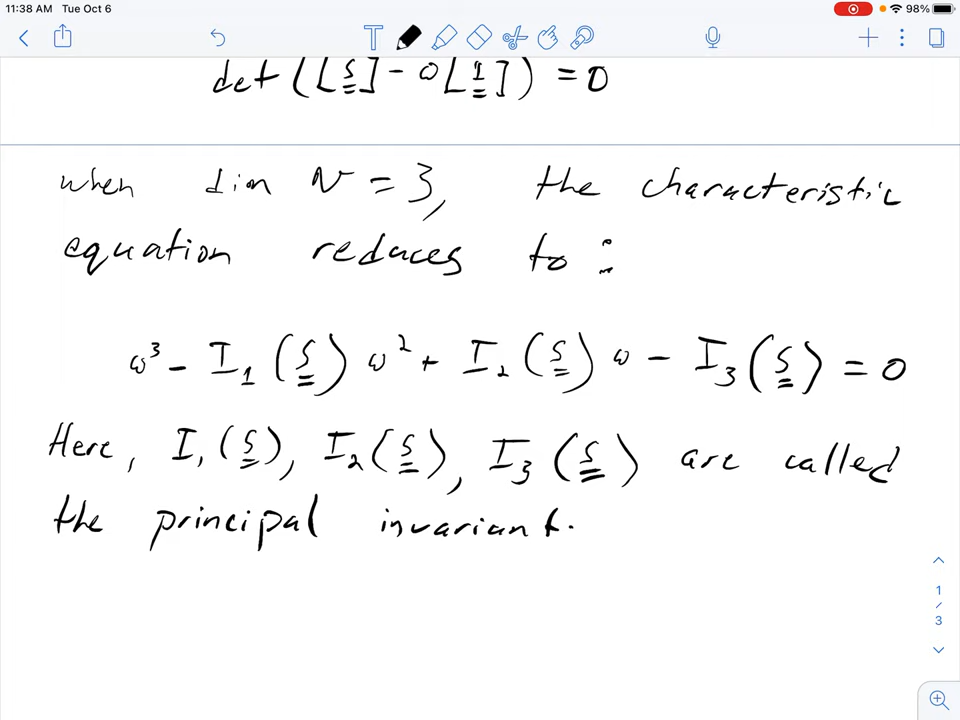 11:38 AM Tue Oct 6
98%
T
det([S] - ω[1]) = 0
when dim V = 3, the characteristic
equation reduces to :
ω³ - I₁(S) ω² + I₂(S) ω - I₃(S) = 0
Here, I₁(S), I₂(S), I₃(S) are called
the principal invariant.
1
/
3